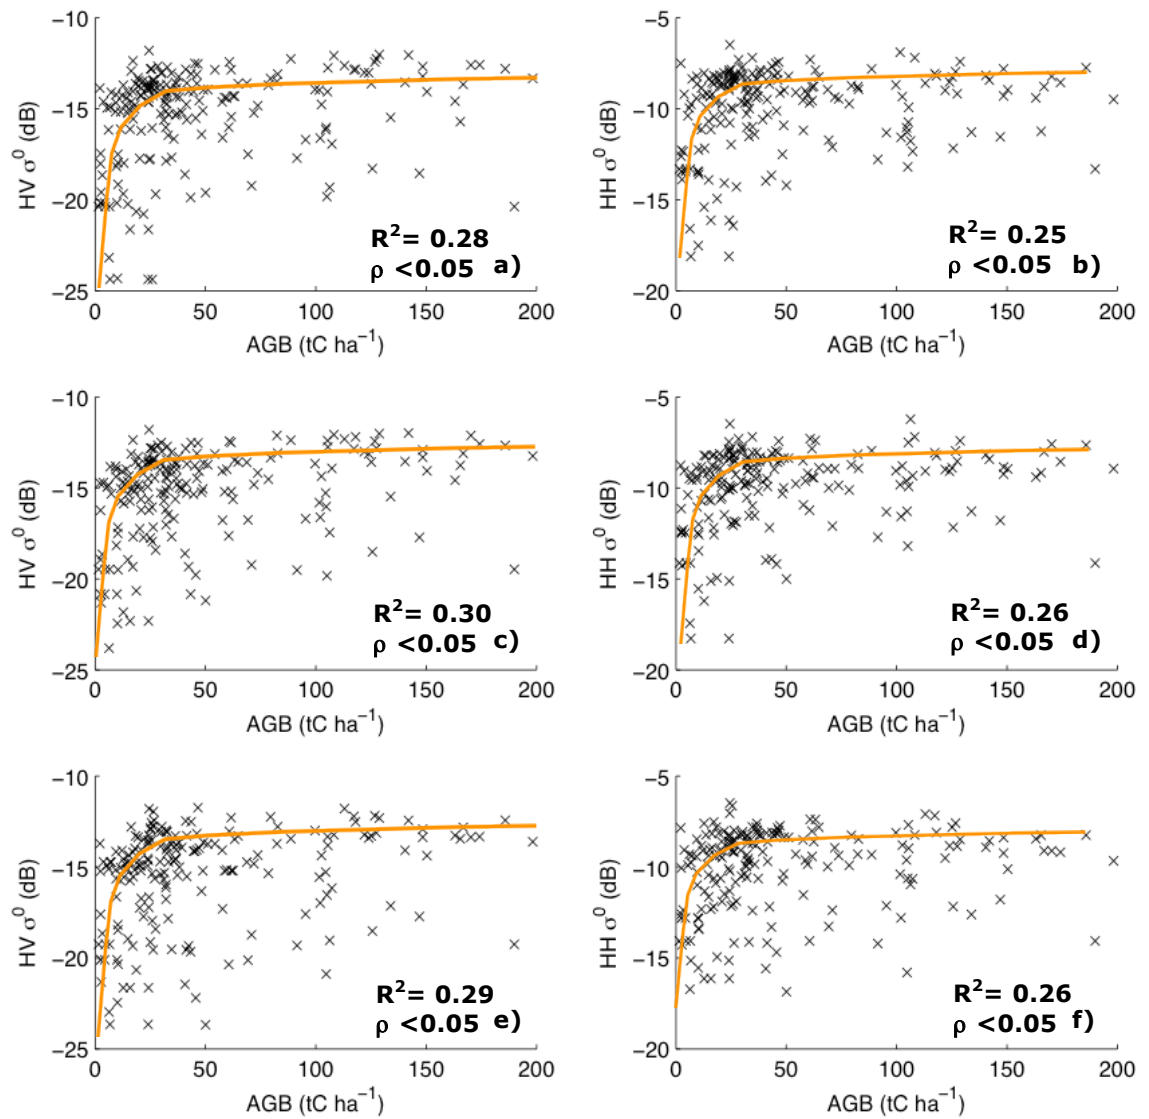 −10
−15
−20
−25
HV σ⁰ (dB)
R²= 0.28
ρ <0.05 a)
0 50 100 150 200
AGB (tC ha⁻¹)
−5
−10
−15
−20
HH σ⁰ (dB)
R²= 0.25
ρ <0.05 b)
0 50 100 150 200
AGB (tC ha⁻¹)
−10
−15
−20
−25
HV σ⁰ (dB)
R²= 0.30
ρ <0.05 c)
0 50 100 150 200
AGB (tC ha⁻¹)
−5
−10
−15
−20
HH σ⁰ (dB)
R²= 0.26
ρ <0.05 d)
0 50 100 150 200
AGB (tC ha⁻¹)
−10
−15
−20
−25
HV σ⁰ (dB)
R²= 0.29
ρ <0.05 e)
0 50 100 150 200
AGB (tC ha⁻¹)
−5
−10
−15
−20
HH σ⁰ (dB)
R²= 0.26
ρ <0.05 f)
0 50 100 150 200
AGB (tC ha⁻¹)